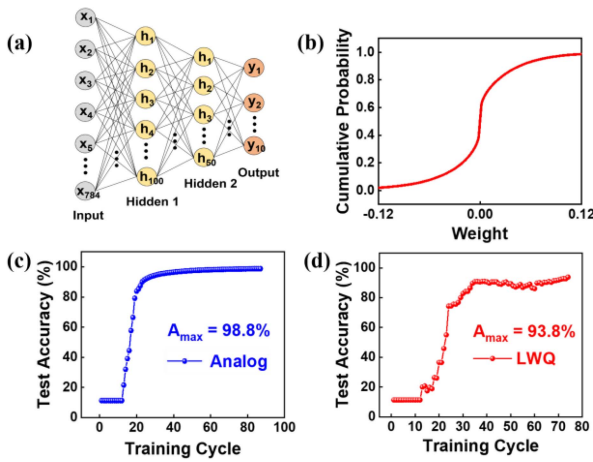 (a)
x1
x2
x3
x4
x5
x784
Input
h1
h2
h3
h4
h100
Hidden 1
h1
h2
h3
h50
Hidden 2
y1
y2
y10
Output
(b)
Cumulative Probability
1.0
0.8
0.6
0.4
0.2
0.0
-0.12
0.00
0.12
Weight
(c)
Test Accuracy (%)
100
80
60
40
20
0
Amax = 98.8%
Analog
0
20
40
60
80
100
Training Cycle
(d)
Test Accuracy (%)
100
80
60
40
20
0
Amax = 93.8%
LWQ
0
10
20
30
40
50
60
70
80
Training Cycle